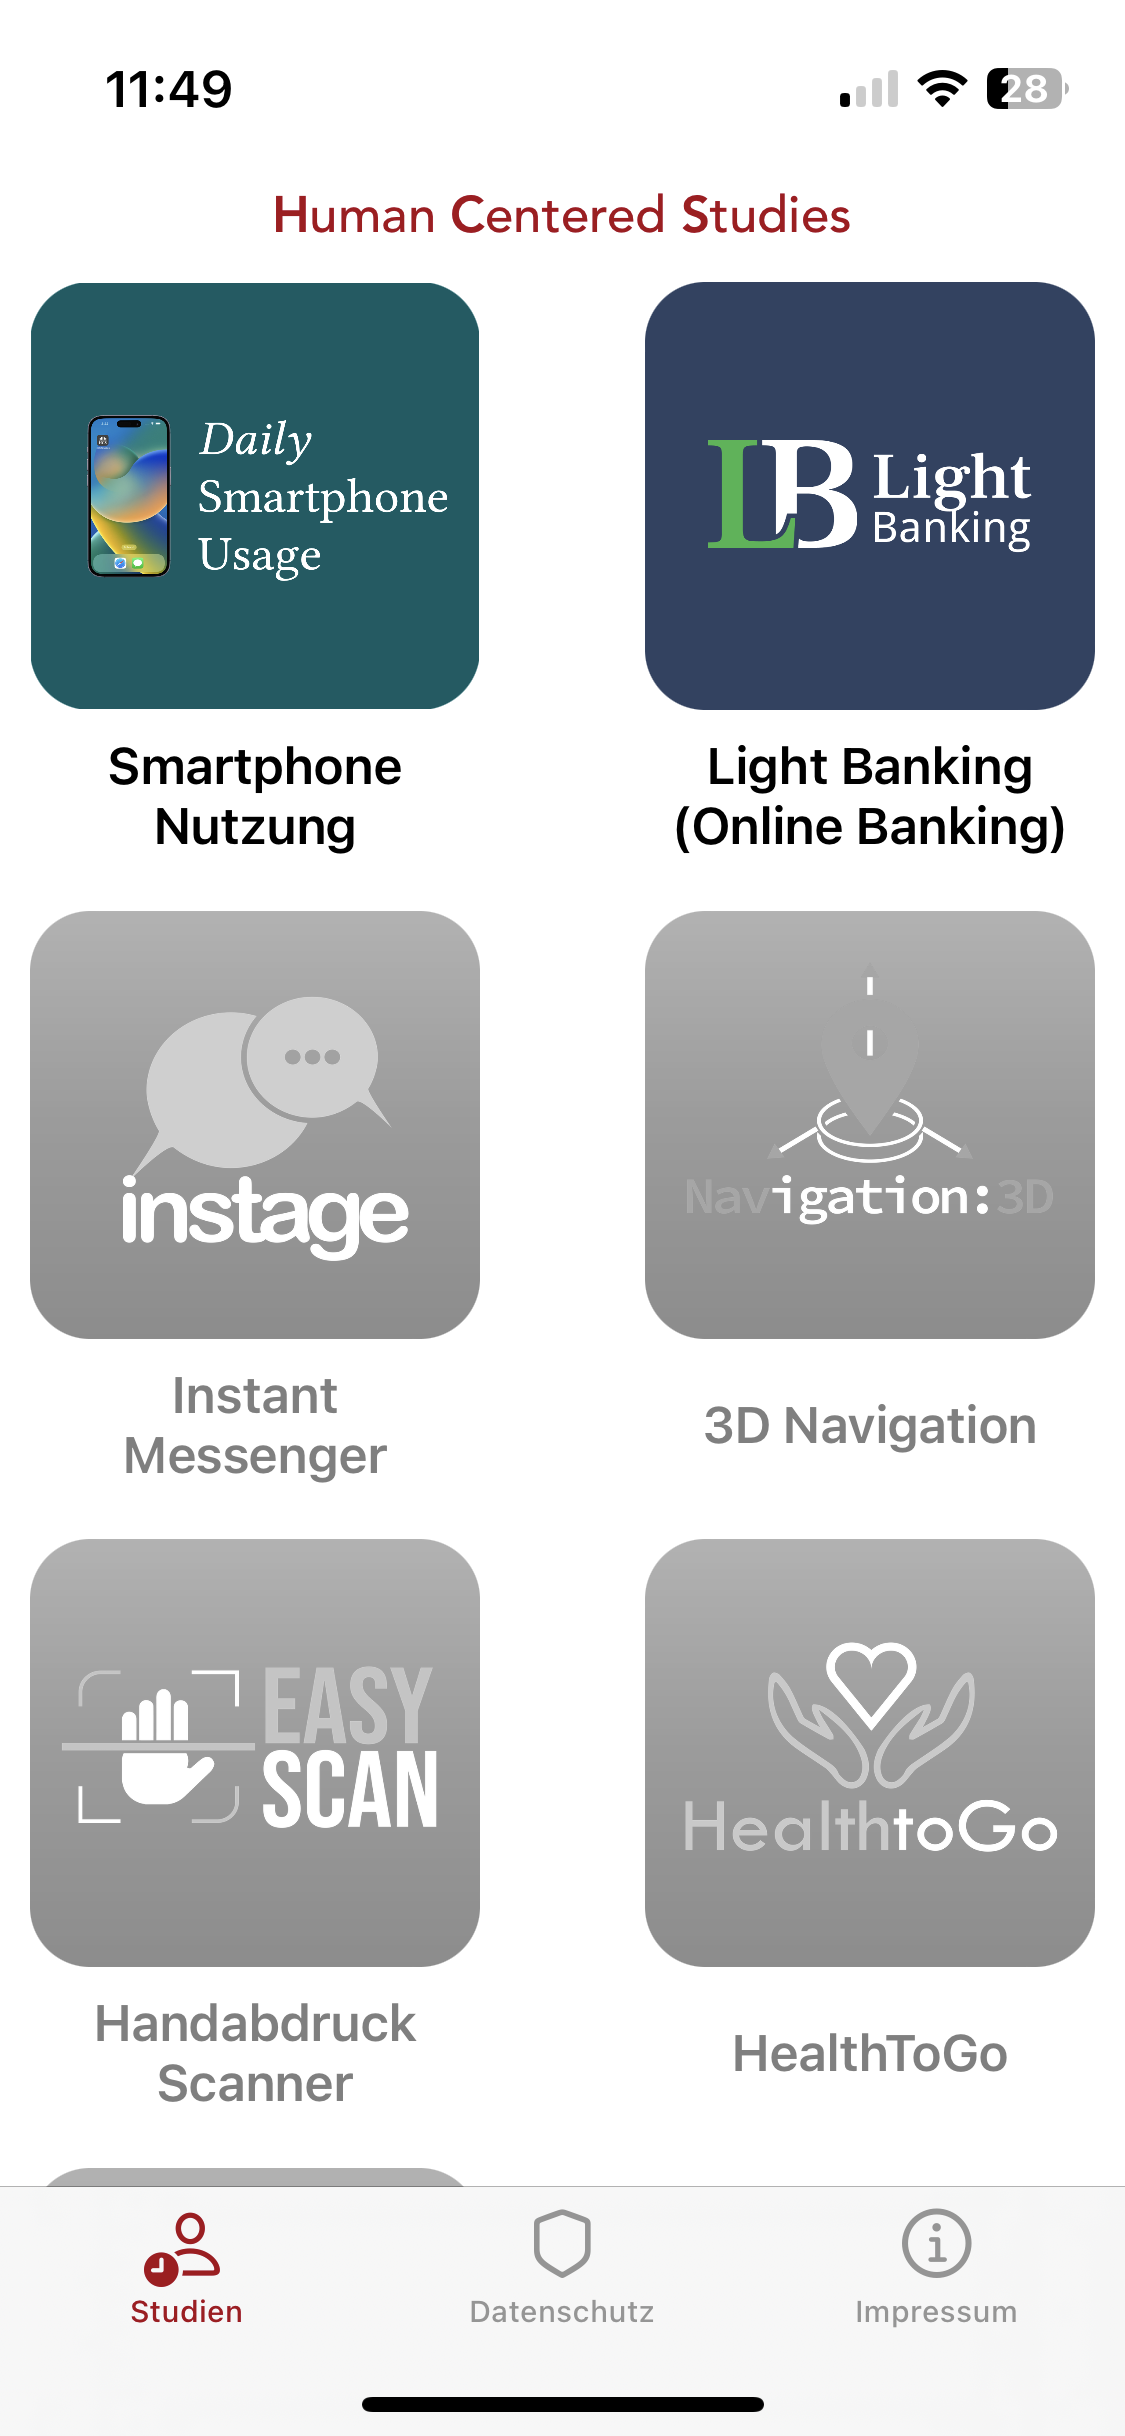 11:49
28
Human Centered Studies
Daily
Smartphone
Usage
LB Light
Banking
Smartphone
Nutzung
Light Banking
(Online Banking)
instage
Navigation:3D
Instant
Messenger
3D Navigation
EASY
SCAN
HealthtoGo
Handabdruck
Scanner
HealthToGo
Studien
Datenschutz
Impressum